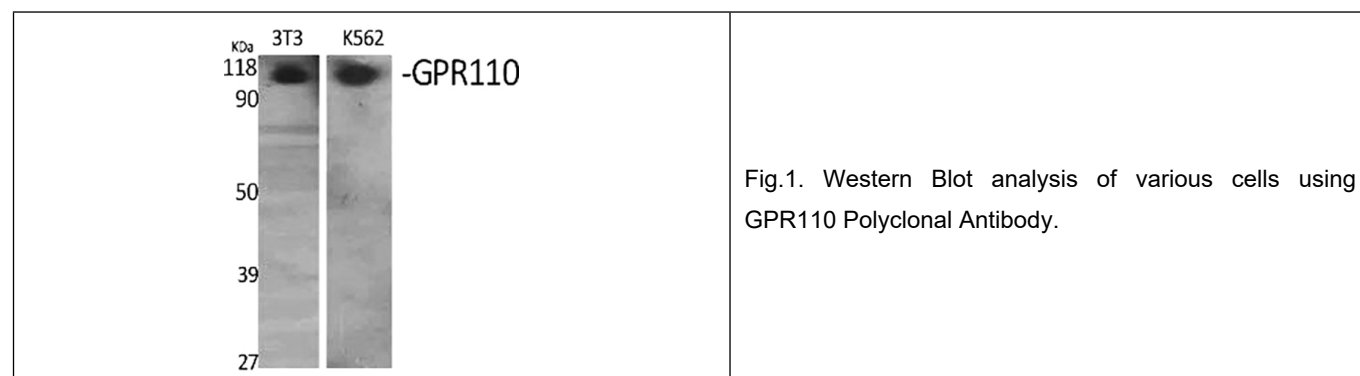 KDa 3T3 K562
118 -GPR110
90
50
39
27
Fig.1. Western Blot analysis of various cells using
GPR110 Polyclonal Antibody.